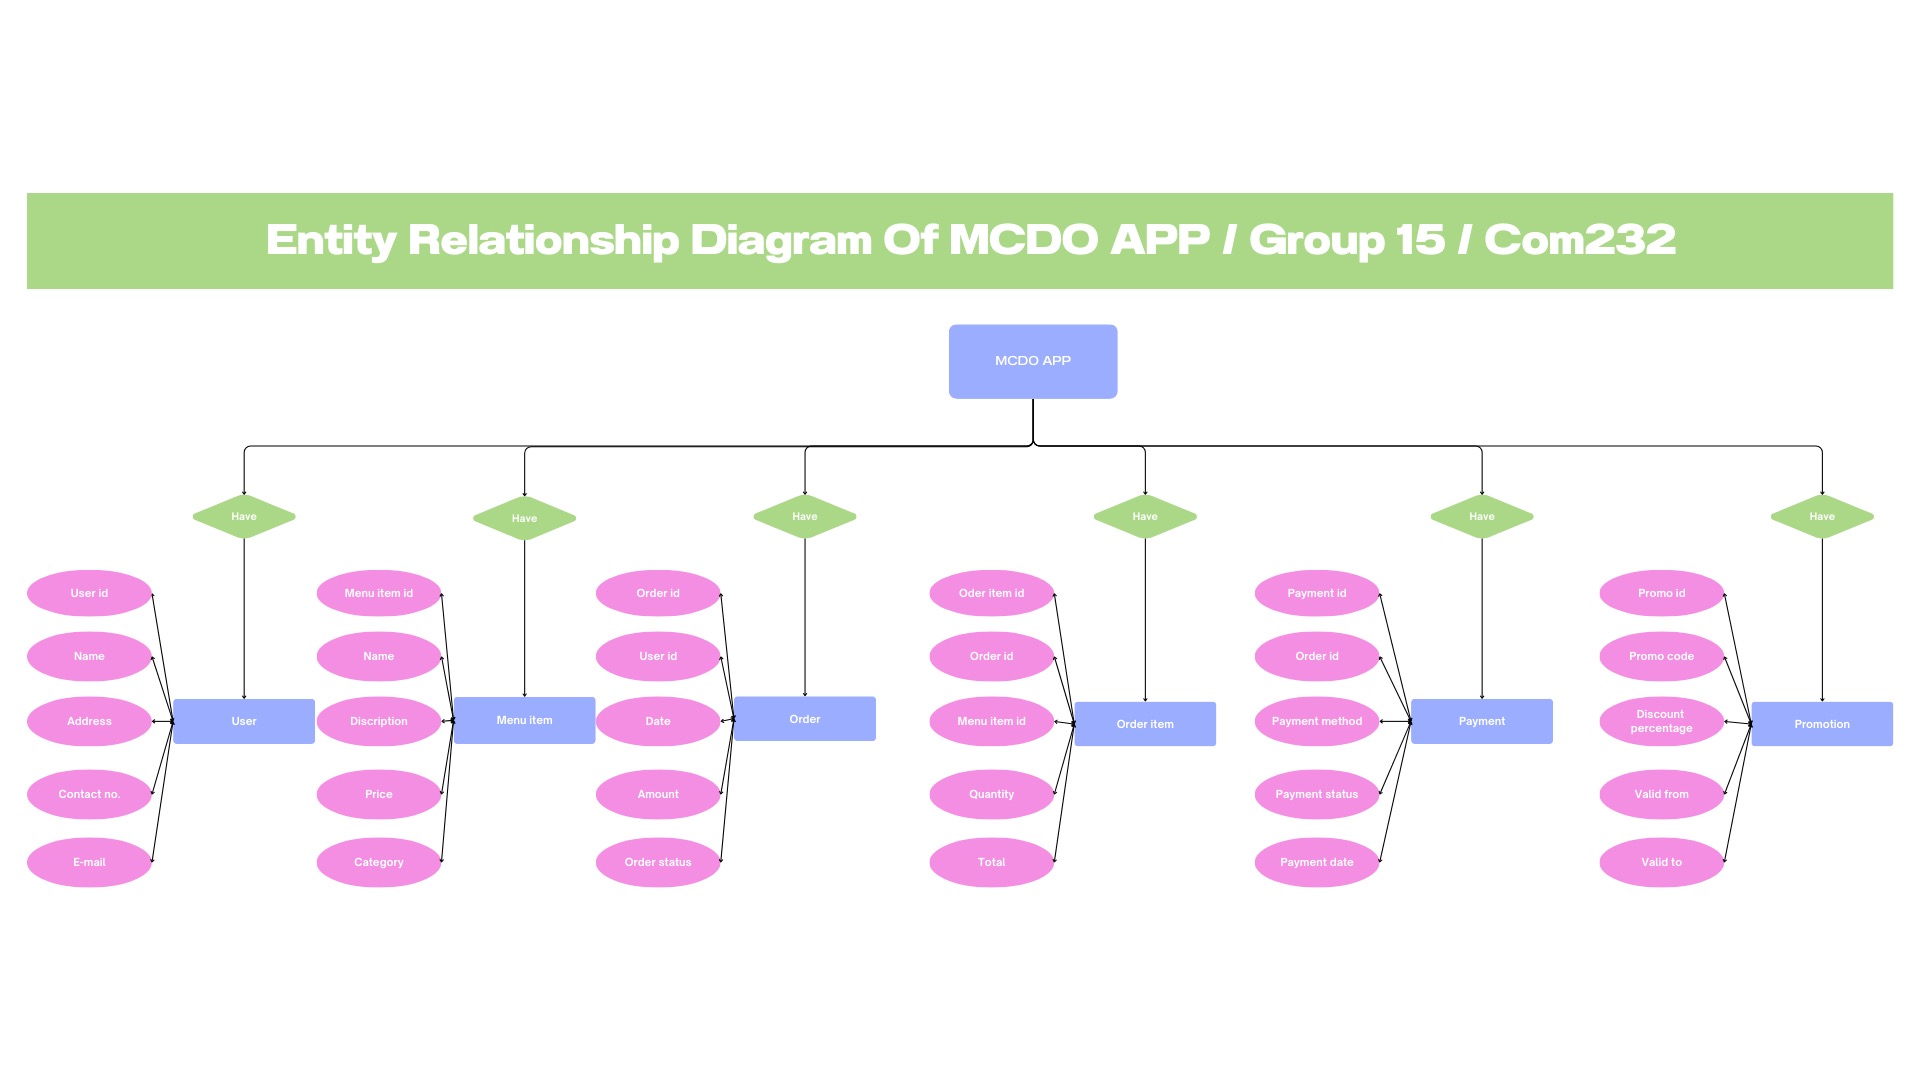 Entity Relationship Diagram Of MCDO APP / Group 15 / Com232
MCDO APP
Have
Have
Have
Have
Have
Have
User id
Name
Address
Contact no.
E-mail
User
Menu item id
Name
Discription
Price
Category
Menu item
Order id
User id
Date
Amount
Order status
Order
Oder item id
Order id
Menu item id
Quantity
Total
Order item
Payment id
Order id
Payment method
Payment status
Payment date
Payment
Promo id
Promo code
Discount
percentage
Valid from
Valid to
Promotion